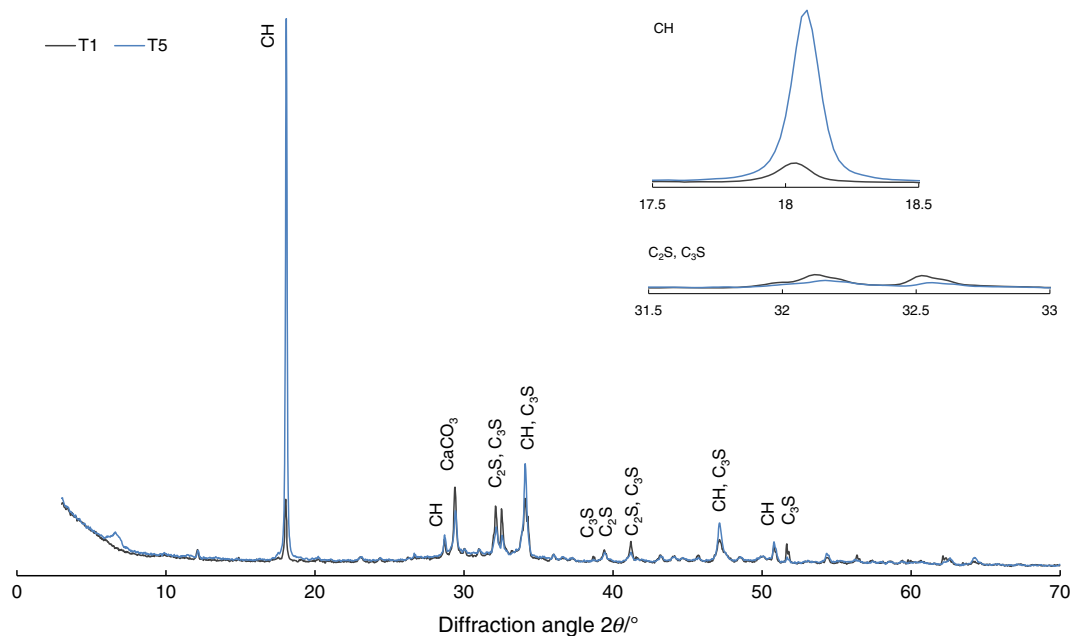 T1 T5
CH
CH
17.5 18 18.5
C₂S, C₃S
31.5 32 32.5 33
CH
CaCO₃
C₂S, C₃S
CH, C₃S
C₃S
C₂S
C₂S, C₃S
CH, C₃S
CH
C₃S
0 10 20 30 40 50 60 70
Diffraction angle 2θ/°